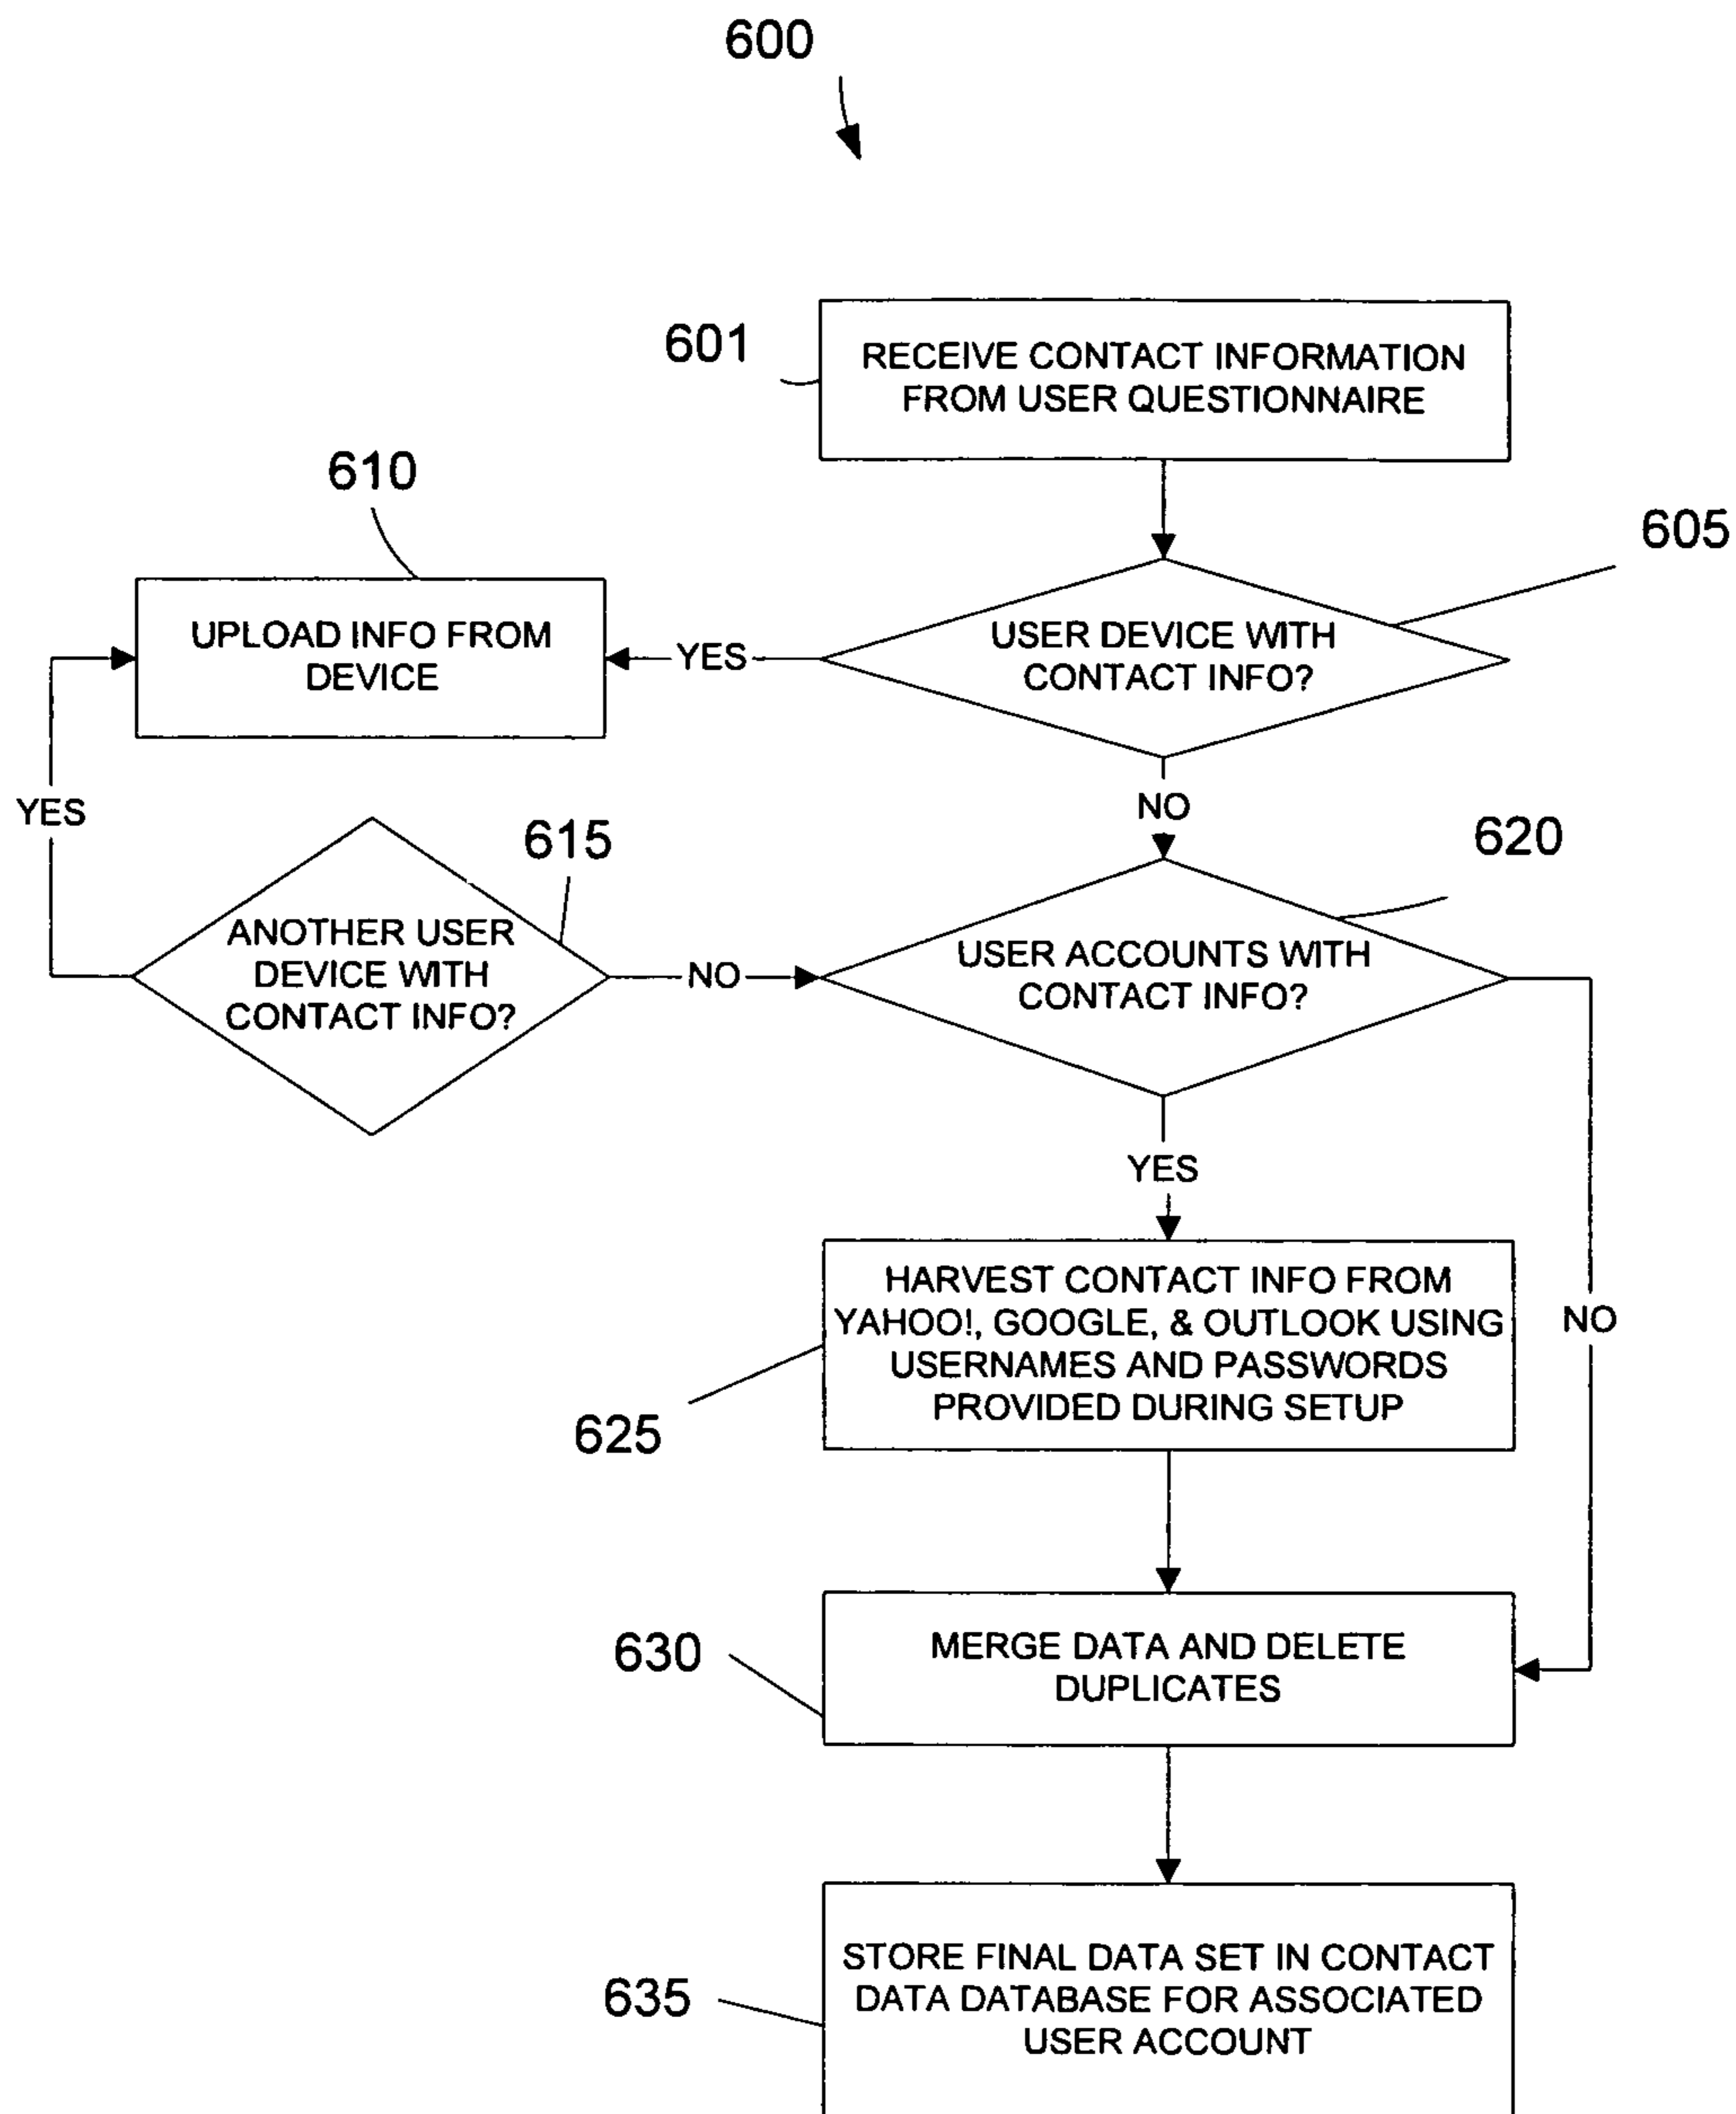 600
601
RECEIVE CONTACT INFORMATION
FROM USER QUESTIONNAIRE
610
605
UPLOAD INFO FROM
DEVICE
YES
USER DEVICE WITH
CONTACT INFO?
YES
NO
615
620
ANOTHER USER
DEVICE WITH
CONTACT INFO?
NO
USER ACCOUNTS WITH
CONTACT INFO?
YES
HARVEST CONTACT INFO FROM
YAHOO!, GOOGLE, & OUTLOOK USING
USERNAMES AND PASSWORDS
PROVIDED DURING SETUP
NO
625
630
MERGE DATA AND DELETE
DUPLICATES
635
STORE FINAL DATA SET IN CONTACT
DATA DATABASE FOR ASSOCIATED
USER ACCOUNT